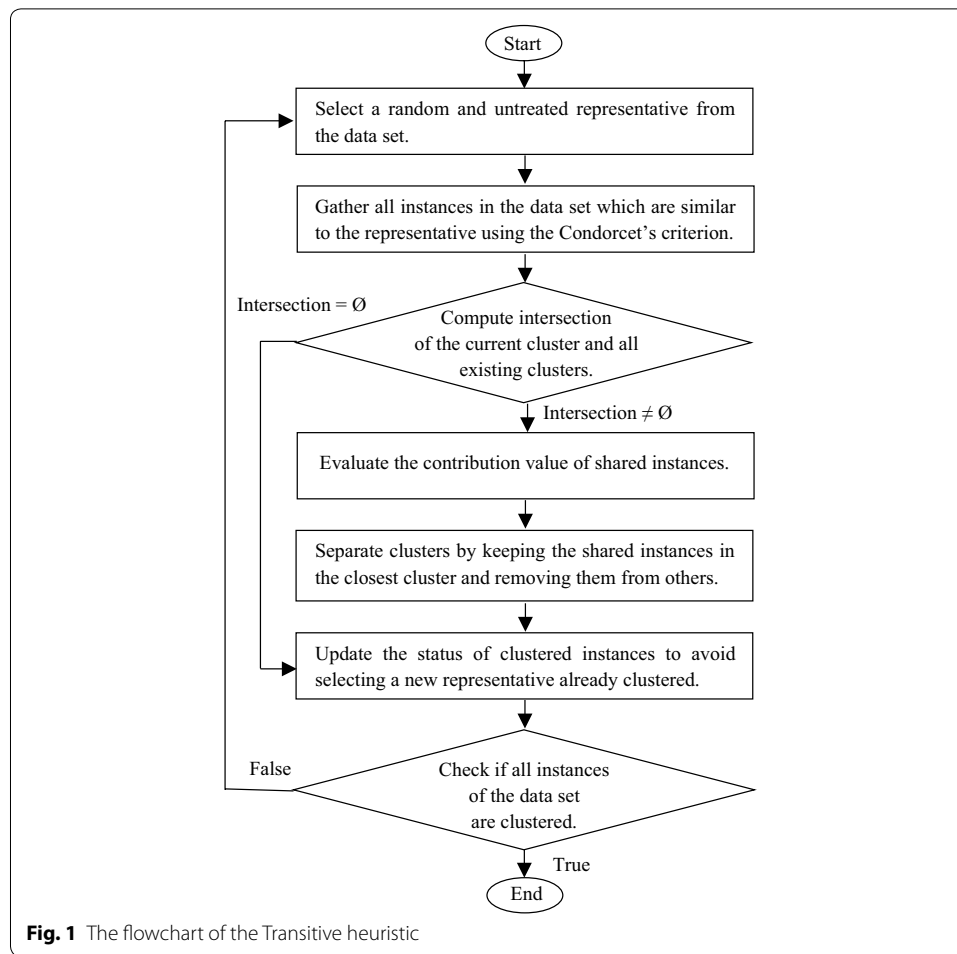 Start
Select a random and untreated representative from
the data set.
Gather all instances in the data set which are similar
to the representative using the Condorcet's criterion.
Intersection = Ø
Compute intersection
of the current cluster and all
existing clusters.
Intersection ≠ Ø
Evaluate the contribution value of shared instances.
Separate clusters by keeping the shared instances in
the closest cluster and removing them from others.
Update the status of clustered instances to avoid
selecting a new representative already clustered.
False
Check if all instances
of the data set
are clustered.
True
End
Fig. 1 The flowchart of the Transitive heuristic